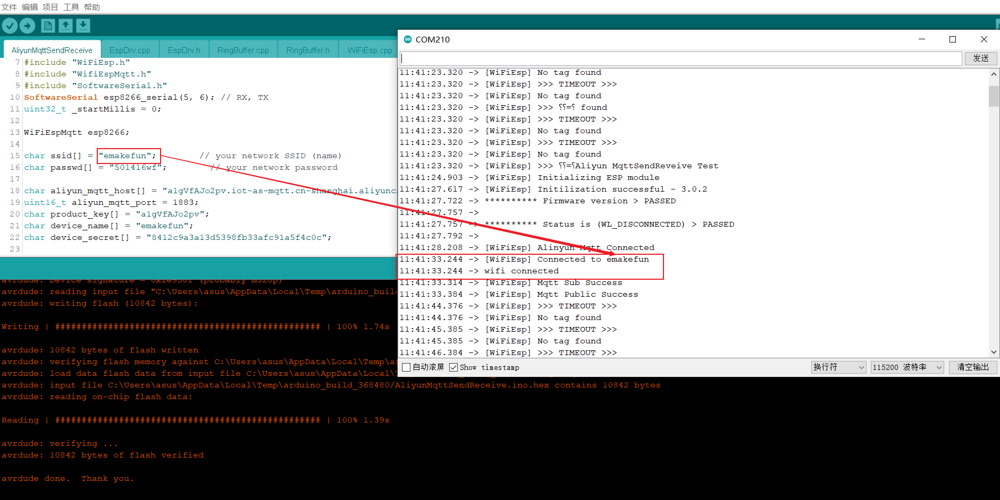 文件 编辑 项目 工具 帮助
AliyunMqttSendReceive EspDrv.cpp EspDrv.h RingBuffer.cpp RingBuffer.h WiFiEsp.cpp
7 #include "WiFiEsp.h"
8 #include "WifiEspMqtt.h"
9 #include "SoftwareSerial.h"
10 SoftwareSerial esp8266_serial(5, 6); // RX, TX
11 uint32_t _startMillis = 0;
12
13 WiFiEspMqtt esp8266;
14
15 char ssid[] = "emakefun"; // your network SSID (name)
16 char passwd[] = "501416wf"; // your network password
17
18 char aliyun_mqtt_host[] = "a1gVfAJo2pv.iot-as-mqtt.cn-shanghai.aliyuncs
19 uint16_t aliyun_mqtt_port = 1883;
20 char product_key[] = "a1gVfAJo2pv";
21 char device_name[] = "emakefun";
22 char device_secret[] = "8412c9a3a13d5398fb33afc91a5f4c0c";
23
avrdude: Device signature = 0x1e950f (probably m328p)
avrdude: reading input file "C:\Users\asus\AppData\Local\Temp\arduino_build
avrdude: writing flash (10842 bytes):
Writing | ################################################## | 100% 1.74s
avrdude: 10842 bytes of flash written
avrdude: verifying flash memory against C:\Users\asus\AppData\Local\Temp\ar
avrdude: load data flash data from input file C:\Users\asus\AppData\Local\T
avrdude: input file C:\Users\asus\AppData\Local\Temp\arduino_build_368480/AliyunMqttSendReceive.ino.hex contains 10842 bytes
avrdude: reading on-chip flash data:
Reading | ################################################## | 100% 1.39s
avrdude: verifying ...
avrdude: 10842 bytes of flash verified
avrdude done.  Thank you.
COM210
发送
11:41:23.320 -> [WiFiEsp] No tag found
11:41:23.320 -> [WiFiEsp] >>> TIMEOUT >>>
11:41:23.320 -> [WiFiEsp] No tag found
11:41:23.320 -> [WiFiEsp] >>> ⸮⸮=⸮ found
11:41:23.320 -> [WiFiEsp] >>> TIMEOUT >>>
11:41:23.320 -> [WiFiEsp] No tag found
11:41:23.320 -> [WiFiEsp] >>> TIMEOUT >>>
11:41:23.320 -> [WiFiEsp] No tag found
11:41:23.320 -> [WiFiEsp] >>> ⸮⸮=⸮Aliyun MqttSendReveive Test
11:41:24.903 -> [WiFiEsp] Initializing ESP module
11:41:27.617 -> [WiFiEsp] Initilization successful - 3.0.2
11:41:27.722 -> ********** Firmware version > PASSED
11:41:27.757 ->
11:41:27.757 -> ********** Status is (WL_DISCONNECTED) > PASSED
11:41:27.792 ->
11:41:28.208 -> [WiFiEsp] Alinyun Mqtt Connected
11:41:33.244 -> [WiFiEsp] Connected to emakefun
11:41:33.244 -> wifi connected
11:41:33.314 -> [WiFiEsp] Mqtt Sub Success
11:41:33.384 -> [WiFiEsp] Mqtt Public Success
11:41:44.376 -> [WiFiEsp] >>> TIMEOUT >>>
11:41:44.376 -> [WiFiEsp] No tag found
11:41:45.385 -> [WiFiEsp] >>> TIMEOUT >>>
11:41:45.385 -> [WiFiEsp] No tag found
11:41:46.384 -> [WiFiEsp] >>> TIMEOUT >>>
自动滚屏 Show timestamp 换行符 115200 波特率 清空输出